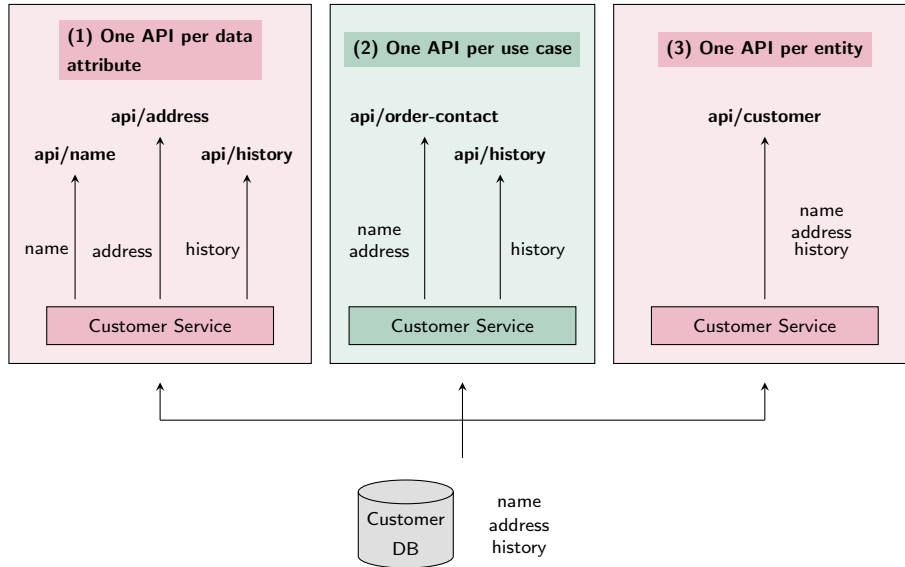 (1) One API per data
attribute
api/address
api/name
api/history
name
address
history
Customer Service
(2) One API per use case
api/order-contact
api/history
name
address
history
Customer Service
(3) One API per entity
api/customer
name
address
history
Customer Service
Customer
DB
name
address
history